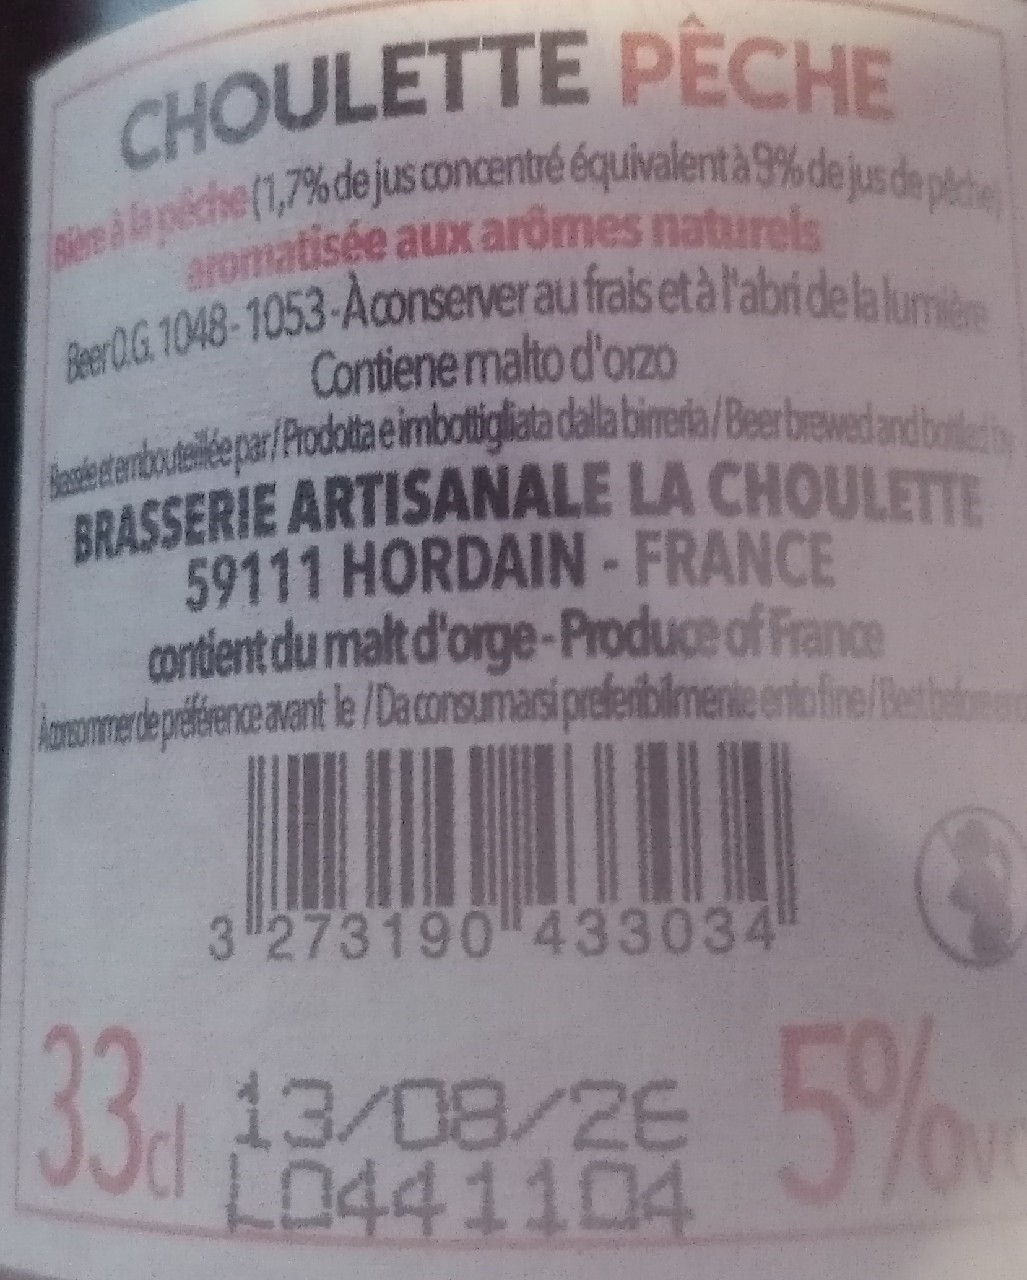 CHOULETTE PÊCHE
Bière à la pêche (1,7% de jus concentré équivalent à 9% de jus de pêche)
aromatisée aux arômes naturels
Beer O.G. 1048 - 1053 - À conserver au frais et à l'abri de la lumière
Contiene malto d'orzo
Brassée et embouteillée par / Prodotta e imbottigliata dalla birreria / Beer brewed and bottled by
BRASSERIE ARTISANALE LA CHOULETTE
59111 HORDAIN - FRANCE
contient du malt d'orge - Produce of France
À consommer de préférence avant le / Da consumarsi preferibilmente ento fine / Best before end
3 273190 433034
33cl
13/08/26
L0441104
5%